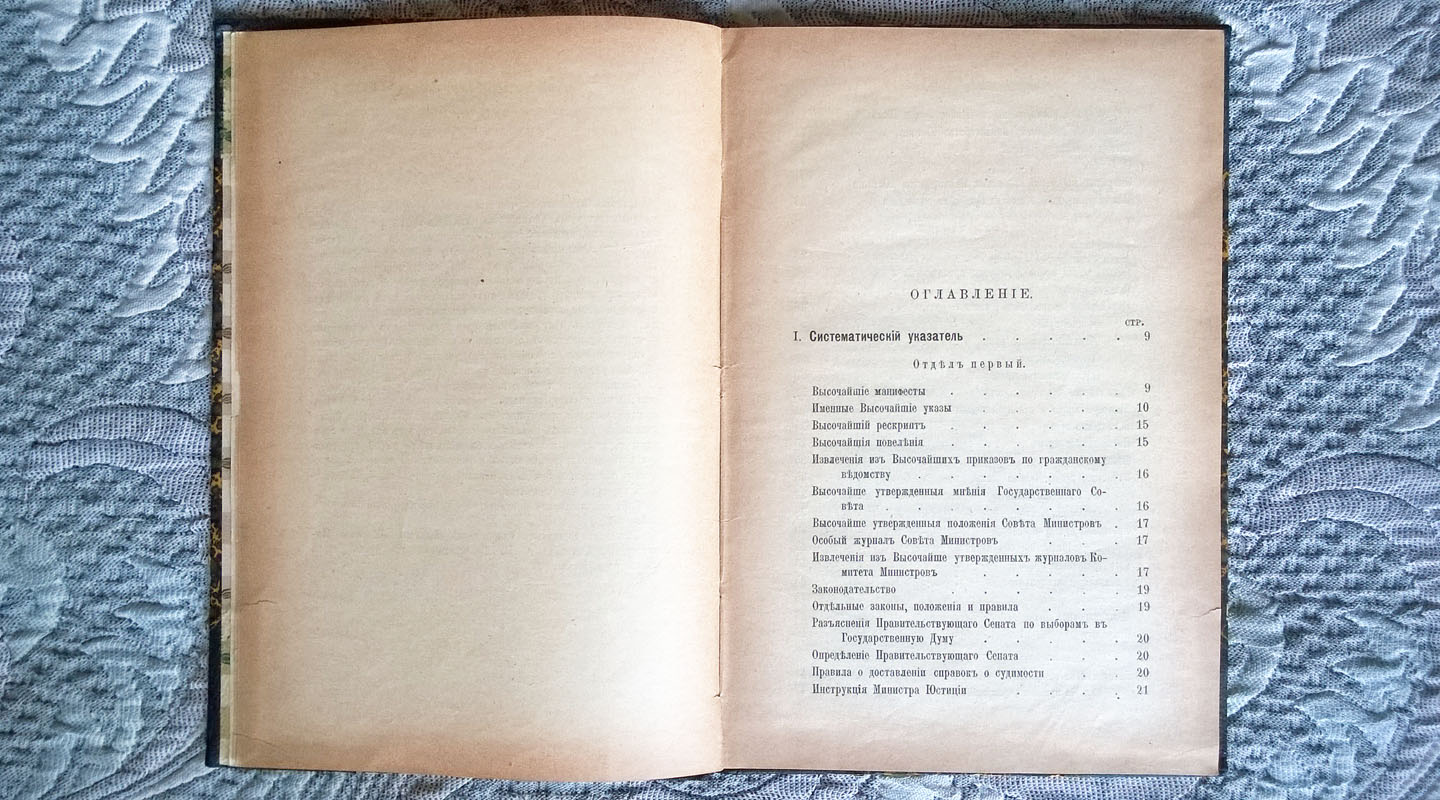 ОГЛАВЛЕНІЕ.
СТР.
I. Систематическій указатель . . . . . 9
Отдѣлъ первый.
Высочайшіе манифесты . . . . . . 9
Именные Высочайшіе указы . . . . . 10
Высочайшій рескриптъ . . . . . . 15
Высочайшія повелѣнія . . . . . . 15
Извлеченія изъ Высочайшихъ приказовъ по гражданскому
вѣдомству . . . . . . . 16
Высочайше утвержденныя мнѣнія Государственнаго Со-
вѣта . . . . . . . . 16
Высочайше утвержденныя положенія Совѣта Министровъ . 17
Особый журналъ Совѣта Министровъ . . . 17
Извлеченія изъ Высочайше утвержденныхъ журналовъ Ко-
митета Министровъ . . . . . 17
Законодательство . . . . . . 19
Отдѣльные законы, положенія и правила . . . 19
Разъясненія Правительствующаго Сената по выборамъ въ
Государственную Думу . . . . . 20
Опредѣленіе Правительствующаго Сената . . . 20
Правила о доставленіи справокъ о судимости . . 20
Инструкція Министра Юстиціи . . . . 21